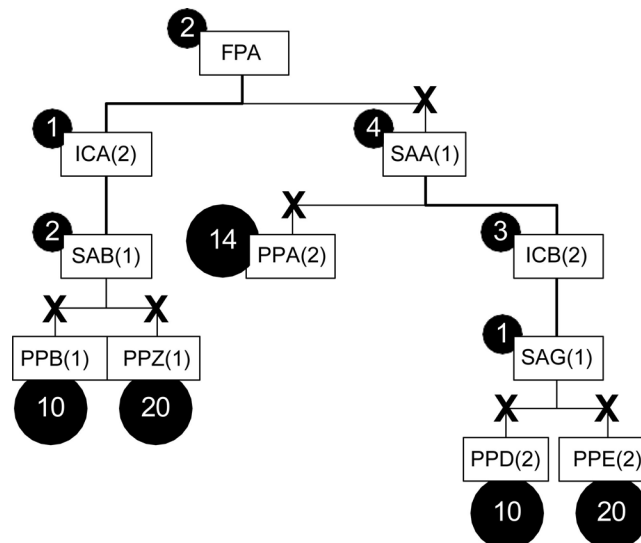 2
FPA
X
1
ICA(2)
4
SAA(1)
X
2
SAB(1)
14
PPA(2)
3
ICB(2)
X
X
1
SAG(1)
PPB(1)
PPZ(1)
10
20
X
X
PPD(2)
PPE(2)
10
20